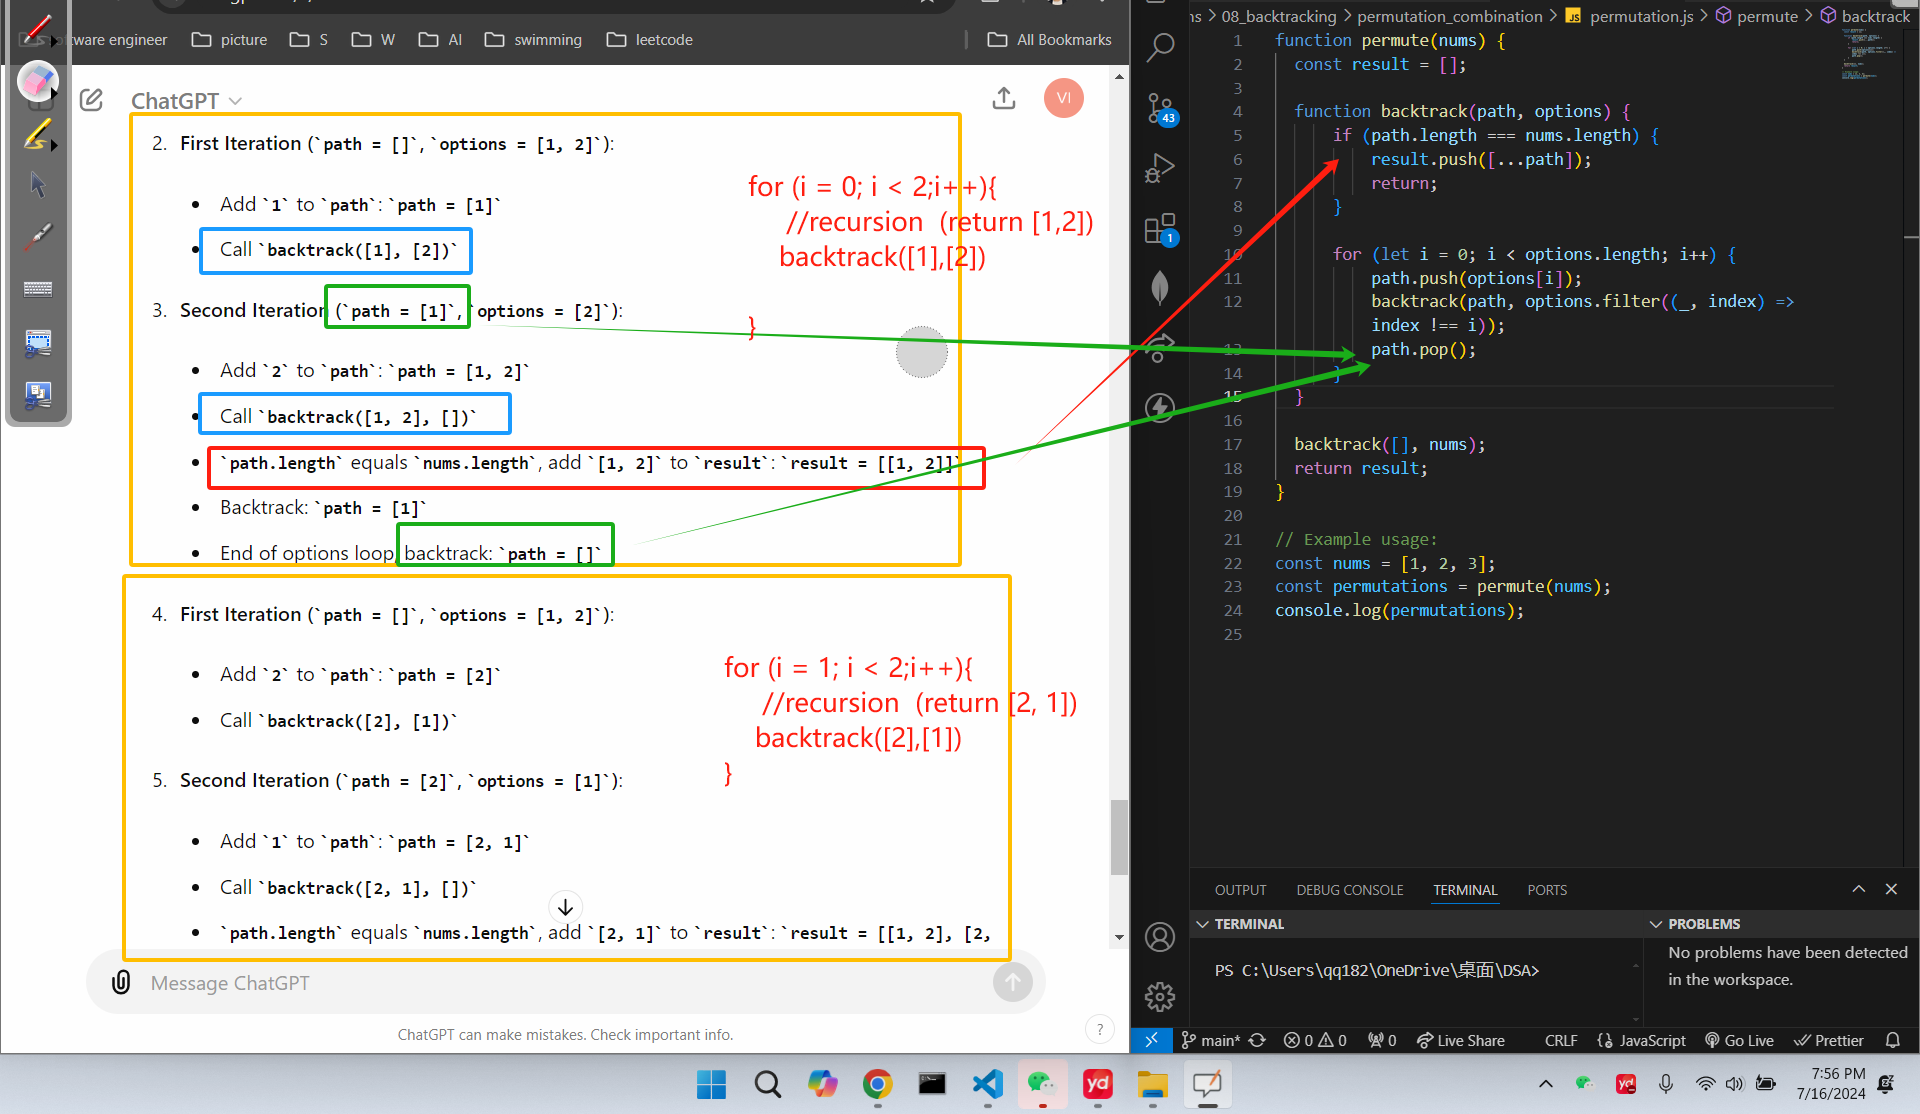 tware engineer
picture
S
W
AI
swimming
leetcode
All Bookmarks
ChatGPT
VI
2. First Iteration (`path = []`, `options = [1, 2]`):
Add `1` to `path`: `path = [1]`
Call `backtrack([1], [2])`
for (i = 0; i < 2;i++){
//recursion (return [1,2])
backtrack([1],[2])
}
3. Second Iteration (`path = [1]`, `options = [2]`):
Add `2` to `path`: `path = [1, 2]`
Call `backtrack([1, 2], [])`
`path.length` equals `nums.length`, add `[1, 2]` to `result`: `result = [[1, 2]]`
Backtrack: `path = [1]`
End of options loop, backtrack: `path = []`
4. First Iteration (`path = []`, `options = [1, 2]`):
Add `2` to `path`: `path = [2]`
Call `backtrack([2], [1])`
for (i = 1; i < 2;i++){
//recursion (return [2, 1])
backtrack([2],[1])
}
5. Second Iteration (`path = [2]`, `options = [1]`):
Add `1` to `path`: `path = [2, 1]`
Call `backtrack([2, 1], [])`
`path.length` equals `nums.length`, add `[2, 1]` to `result`: `result = [[1, 2], [2,
Message ChatGPT
ChatGPT can make mistakes. Check important info.
?
ns > 08_backtracking > permutation_combination > JS permutation.js > permute > backtrack
43
1
1 function permute(nums) {
2 const result = [];
3
4 function backtrack(path, options) {
5 if (path.length === nums.length) {
6 result.push([...path]);
7 return;
8 }
9
10 for (let i = 0; i < options.length; i++) {
11 path.push(options[i]);
12 backtrack(path, options.filter((_, index) =>
index !== i));
13 path.pop();
14 }
15 }
16
17 backtrack([], nums);
18 return result;
19 }
20
21 // Example usage:
22 const nums = [1, 2, 3];
23 const permutations = permute(nums);
24 console.log(permutations);
25
OUTPUT
DEBUG CONSOLE
TERMINAL
PORTS
TERMINAL
PROBLEMS
PS C:\Users\qq182\OneDrive\桌面\DSA>
No problems have been detected
in the workspace.
main*
0
0
0
Live Share
CRLF
{} JavaScript
Go Live
Prettier
yd
yd
7:56 PM
7/16/2024